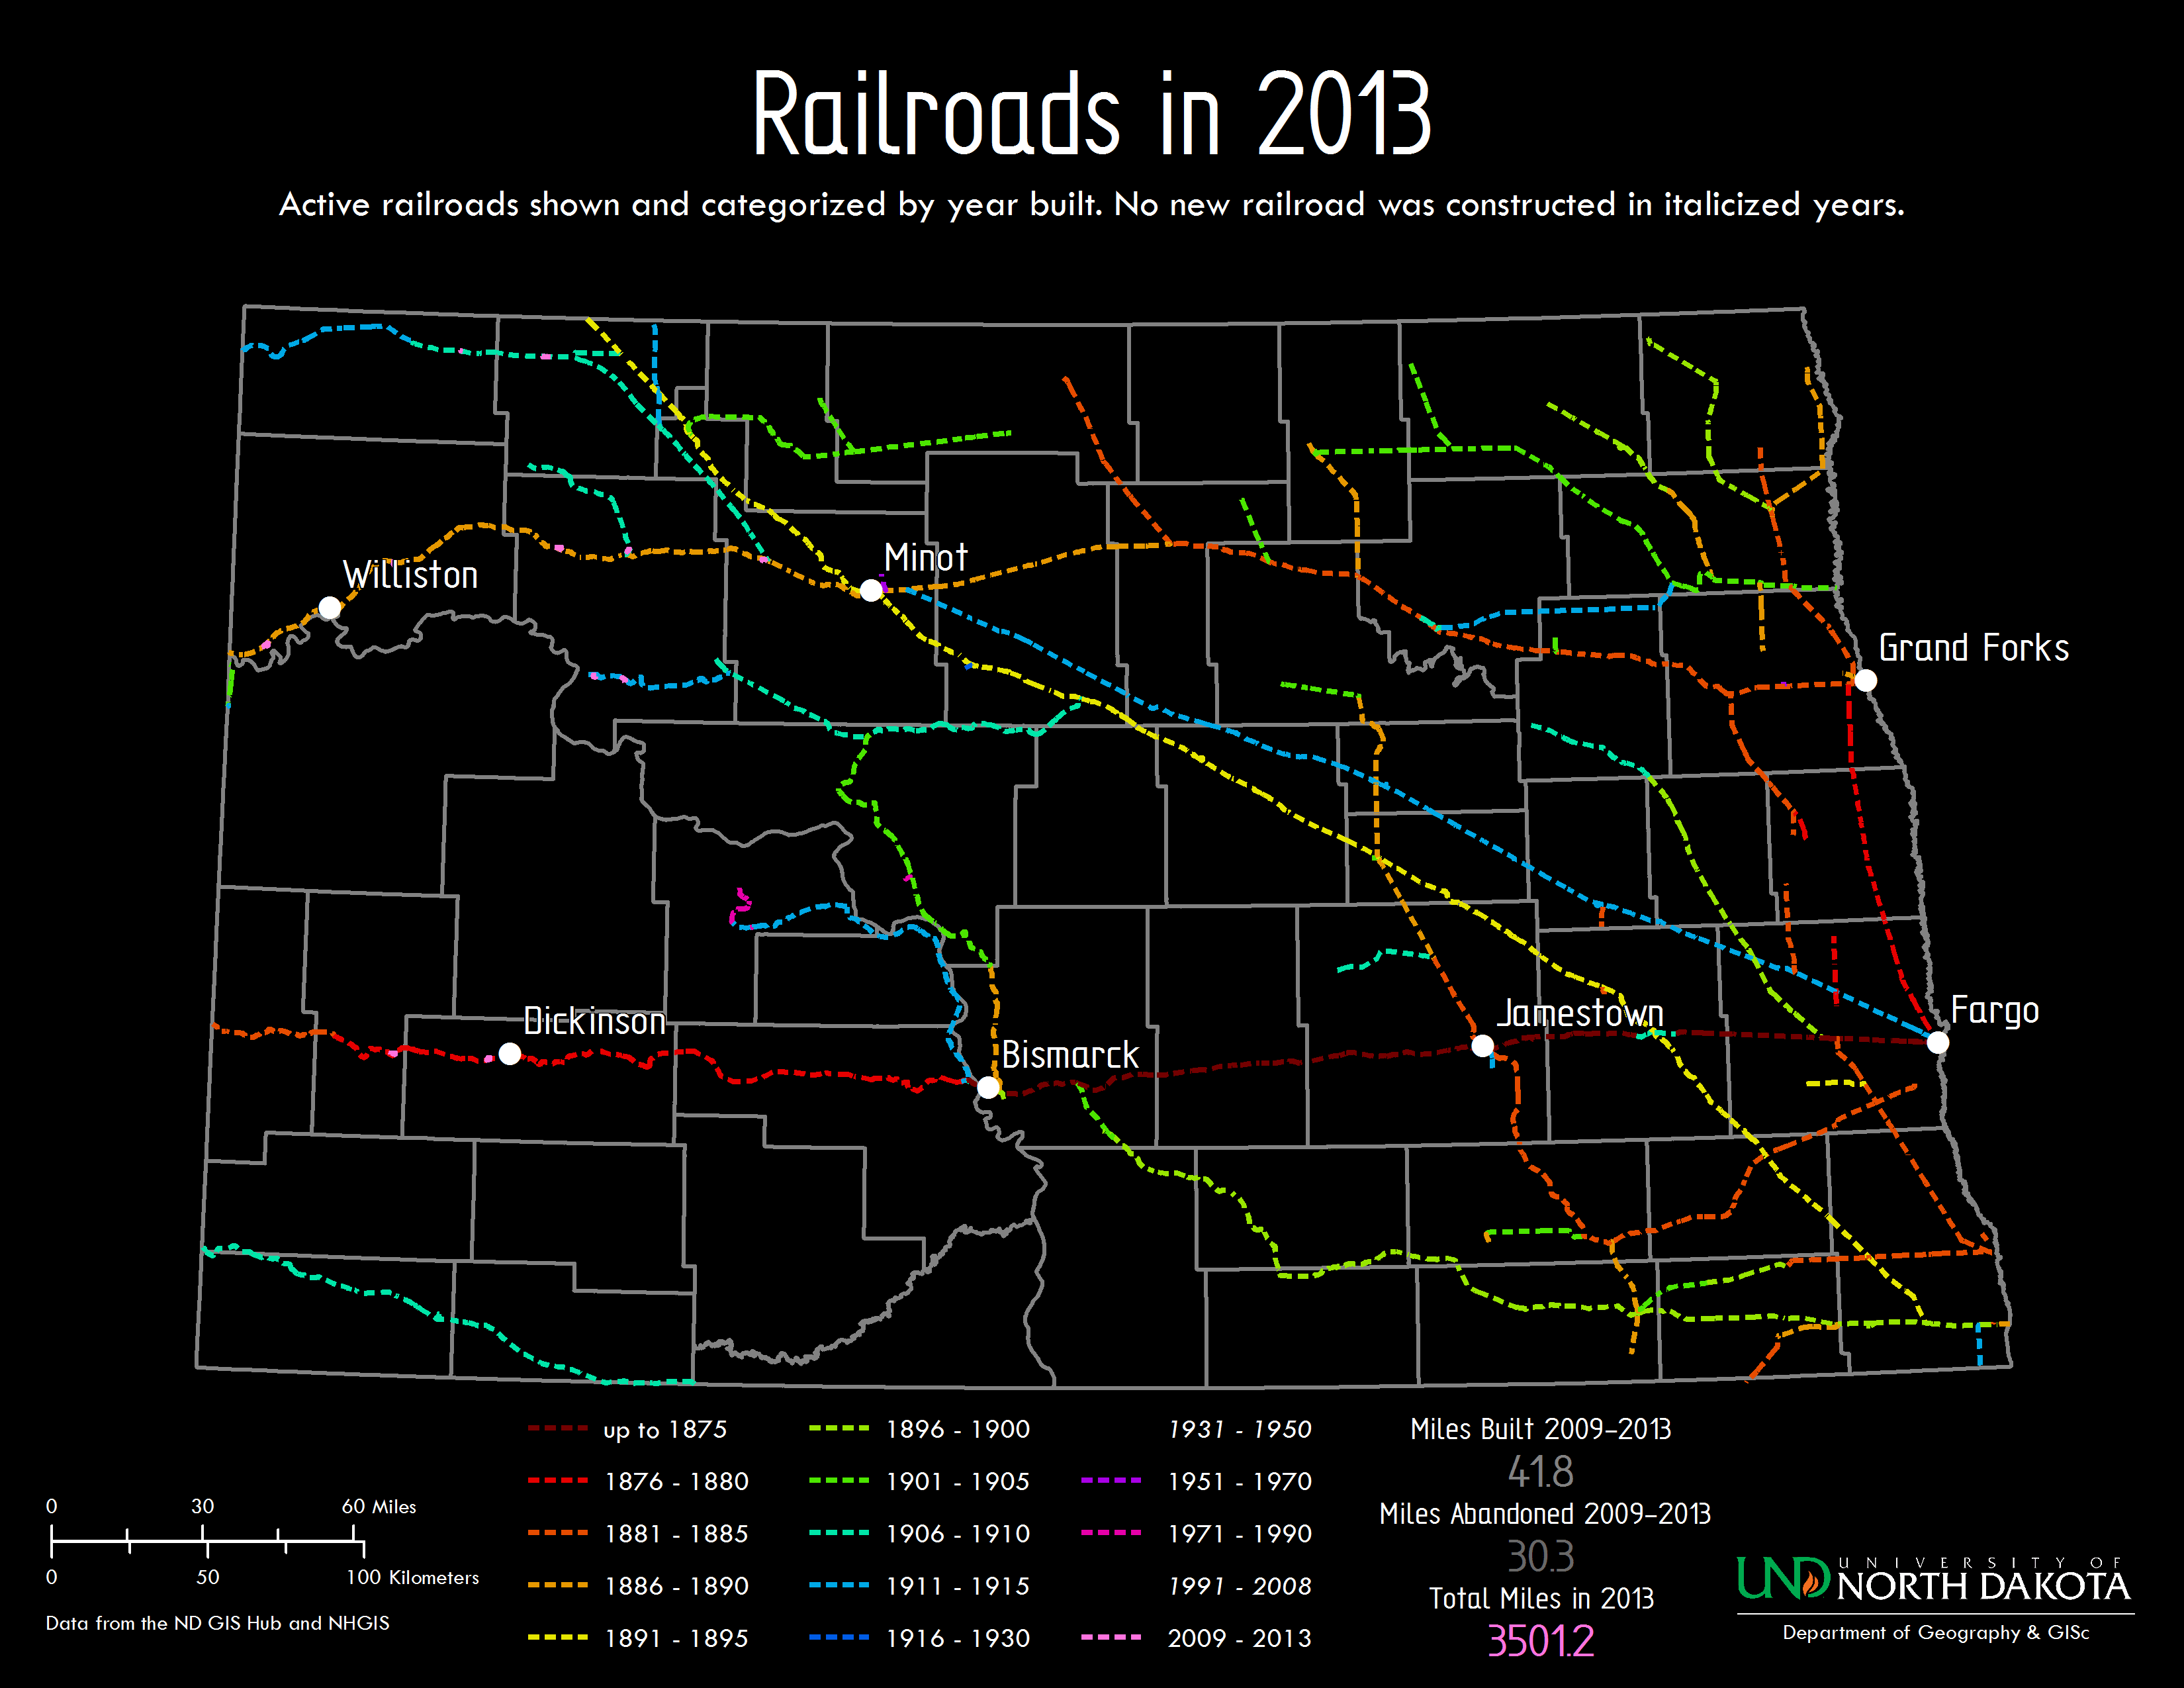 Railroads in 2013
Active railroads shown and categorized by year built. No new railroad was constructed in italicized years.
Minot
Williston
Grand Forks
Fargo
Jamestown
Dickinson
Bismarck
up to 1875
1876 - 1880
1881 - 1885
1886 - 1890
1891 - 1895
1896 - 1900
1901 - 1905
1906 - 1910
1911 - 1915
1916 - 1930
1931 - 1950
1951 - 1970
1971 - 1990
1991 - 2008
2009 - 2013
Miles Built 2009-2013
41.8
Miles Abandoned 2009-2013
30.3
Total Miles in 2013
3501.2
0 30 60 Miles
0 50 100 Kilometers
Data from the ND GIS Hub and NHGIS
UND
UNIVERSITY OF
NORTH DAKOTA
Department of Geography & GISc